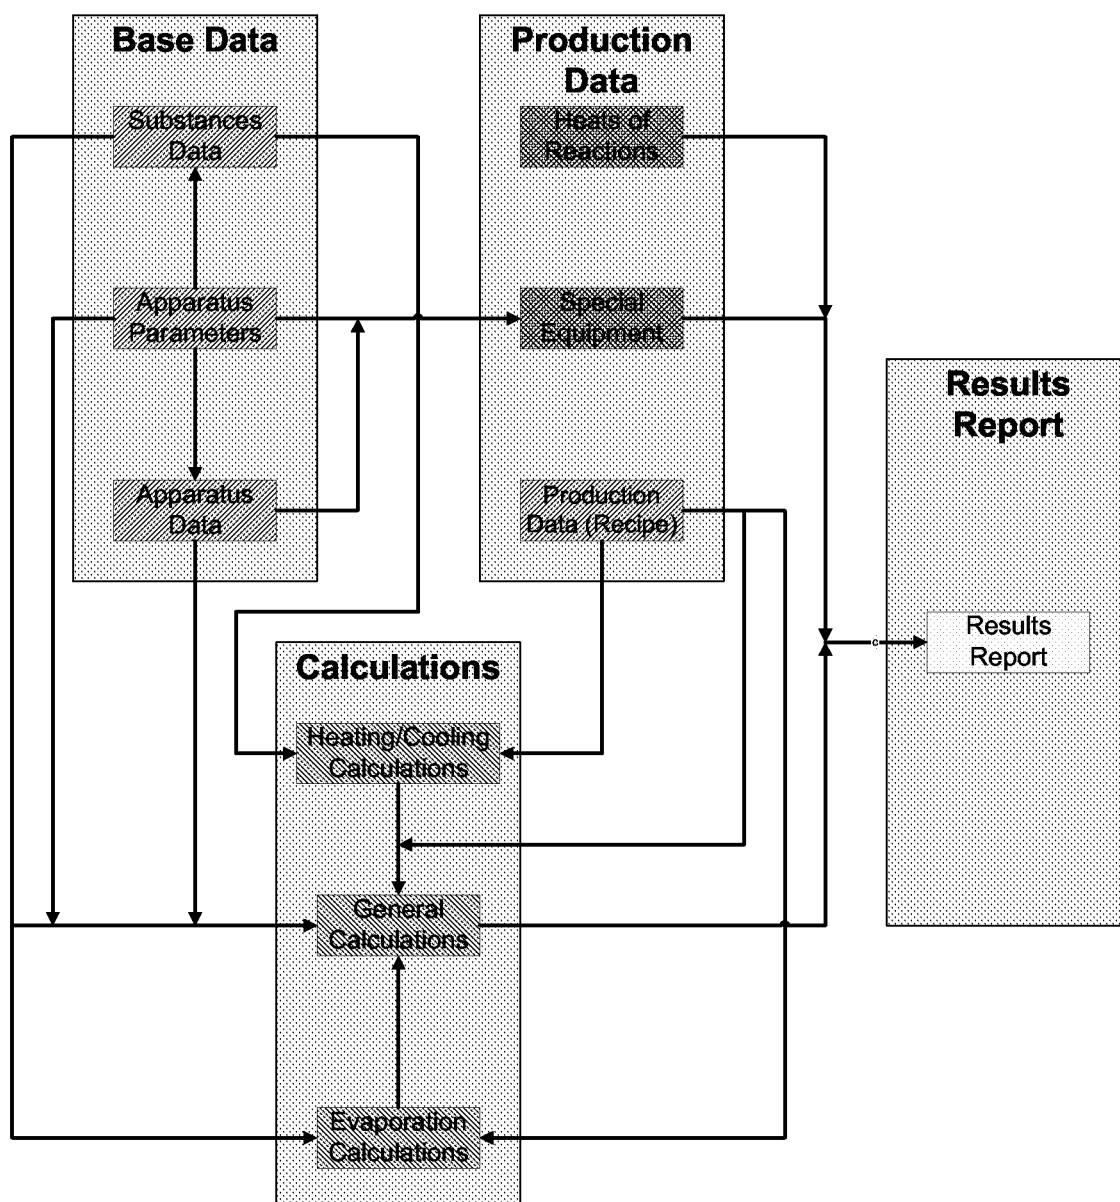 Base Data
Substances
Data
Apparatus
Parameters
Apparatus
Data
Production
Data
Heats of
Reactions
Special
Equipment
Production
Data (Recipe)
Results
Report
c
Results
Report
Calculations
Heating/Cooling
Calculations
General
Calculations
Evaporation
Calculations